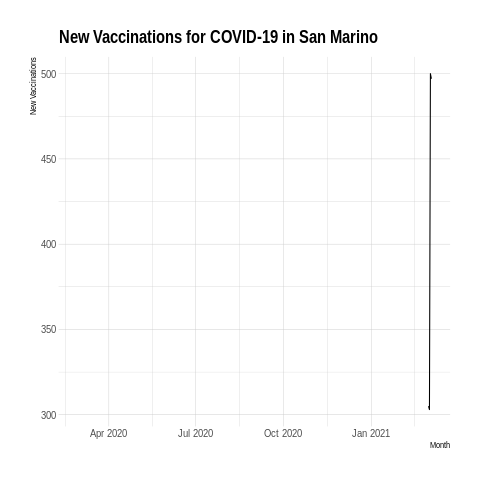 New Vaccinations for COVID-19 in San Marino
New Vaccinations
500
450
400
350
300
Apr 2020
Jul 2020
Oct 2020
Jan 2021
Month